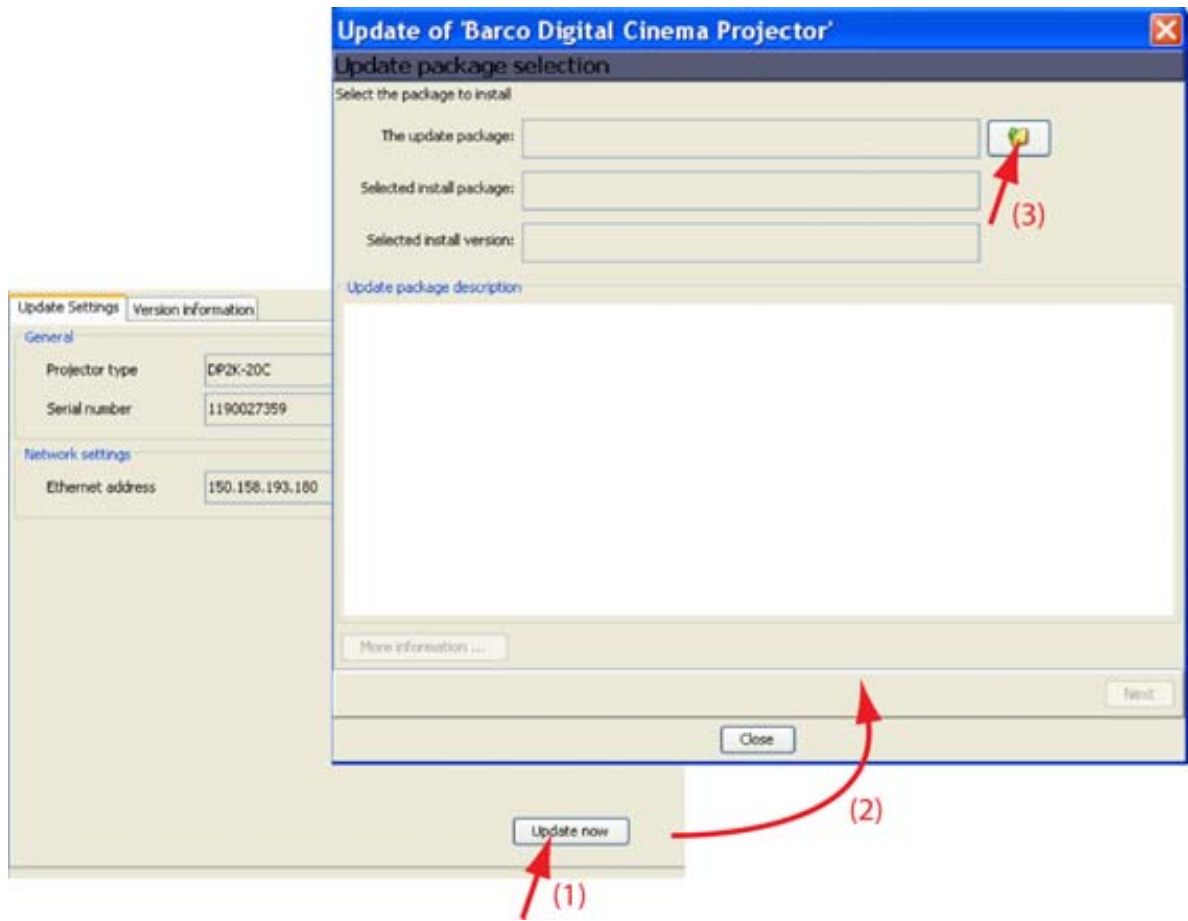 Update of 'Barco Digital Cinema Projector'
Update package selection
Select the package to install
The update package:
(3)
Selected install package:
Selected install version:
Update package description
More information ...
Next
Close
(2)
Update Settings Version information
General
Projector type DP2K-20C
Serial number 1190027359
Network settings
Ethernet address 150.158.193.180
Update now
(1)